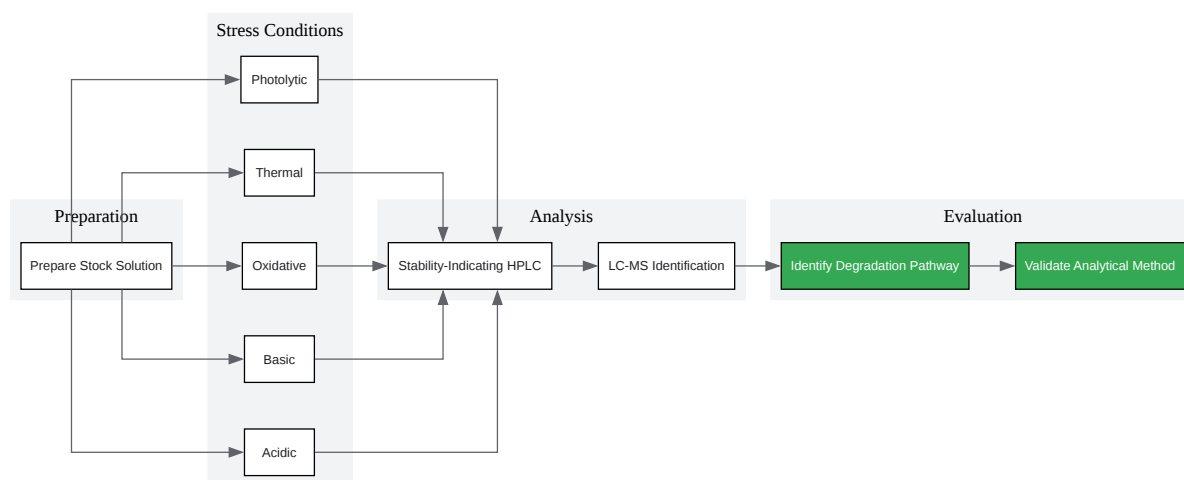 Stress Conditions
Photolytic
Thermal
Preparation
Analysis
Evaluation
Prepare Stock Solution
Oxidative
Stability-Indicating HPLC
LC-MS Identification
Identify Degradation Pathway
Validate Analytical Method
Basic
Acidic